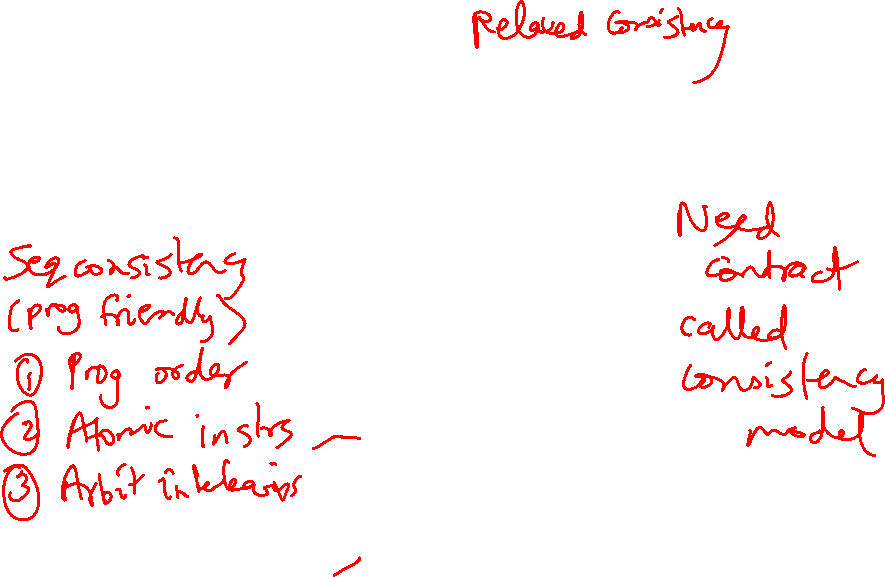 Relaxed Consistency
Need
contract
called
consistency
model
Seq consistency
(prog friendly)
① Prog order
② Atomic instrs
③ Arbit interleavings